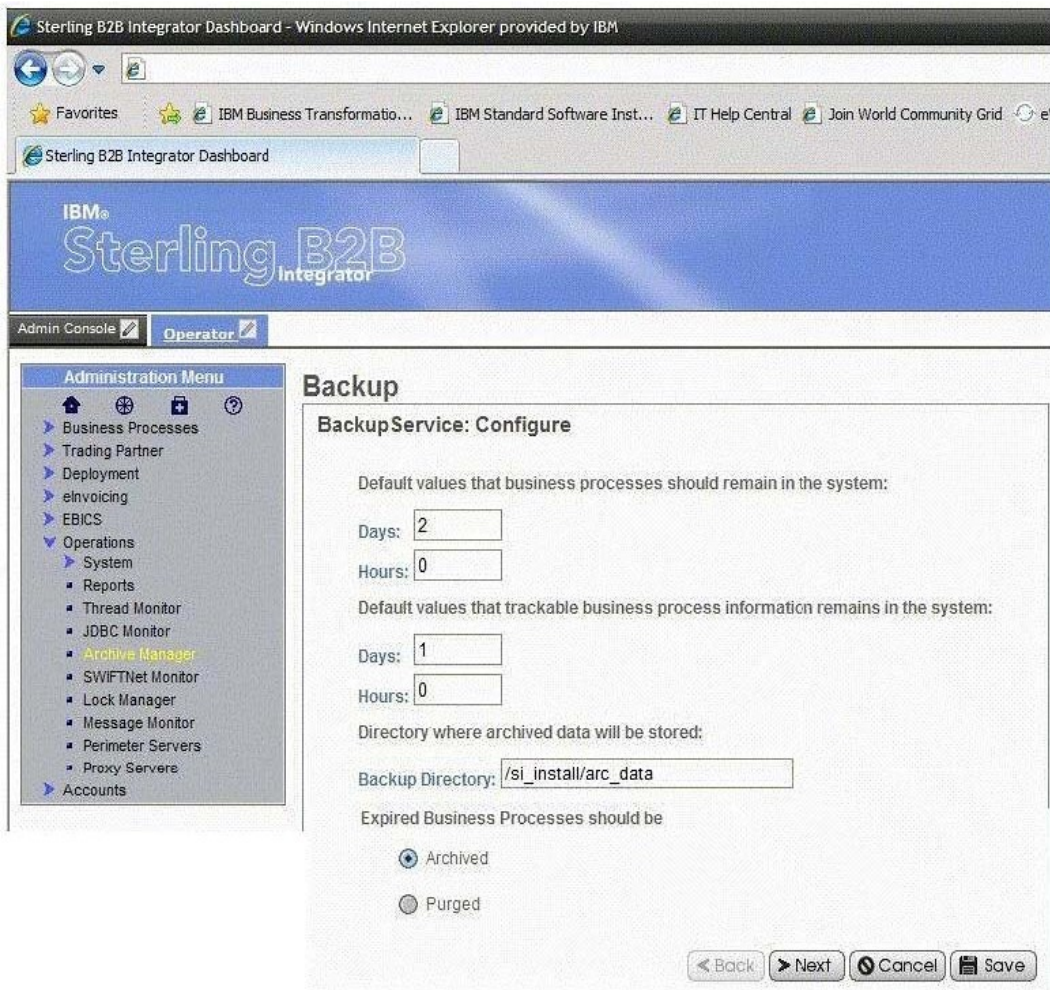 Sterling B2B Integrator Dashboard - Windows Internet Explorer provided by IBM
Favorites IBM Business Transformatio... IBM Standard Software Inst... IT Help Central Join World Community Grid
Sterling B2B Integrator Dashboard
IBM®
Sterling B2B
Integrator
Admin Console Operator
Administration Menu
Business Processes
Trading Partner
Deployment
eInvoicing
EBICS
Operations
System
Reports
Thread Monitor
JDBC Monitor
Archive Manager
SWIFTNet Monitor
Lock Manager
Message Monitor
Perimeter Servers
Proxy Servers
Accounts
Backup
BackupService: Configure
Default values that business processes should remain in the system:
Days: 2
Hours: 0
Default values that trackable business process information remains in the system:
Days: 1
Hours: 0
Directory where archived data will be stored:
Backup Directory: /si_install/arc_data
Expired Business Processes should be
Archived
Purged
Back Next Cancel Save